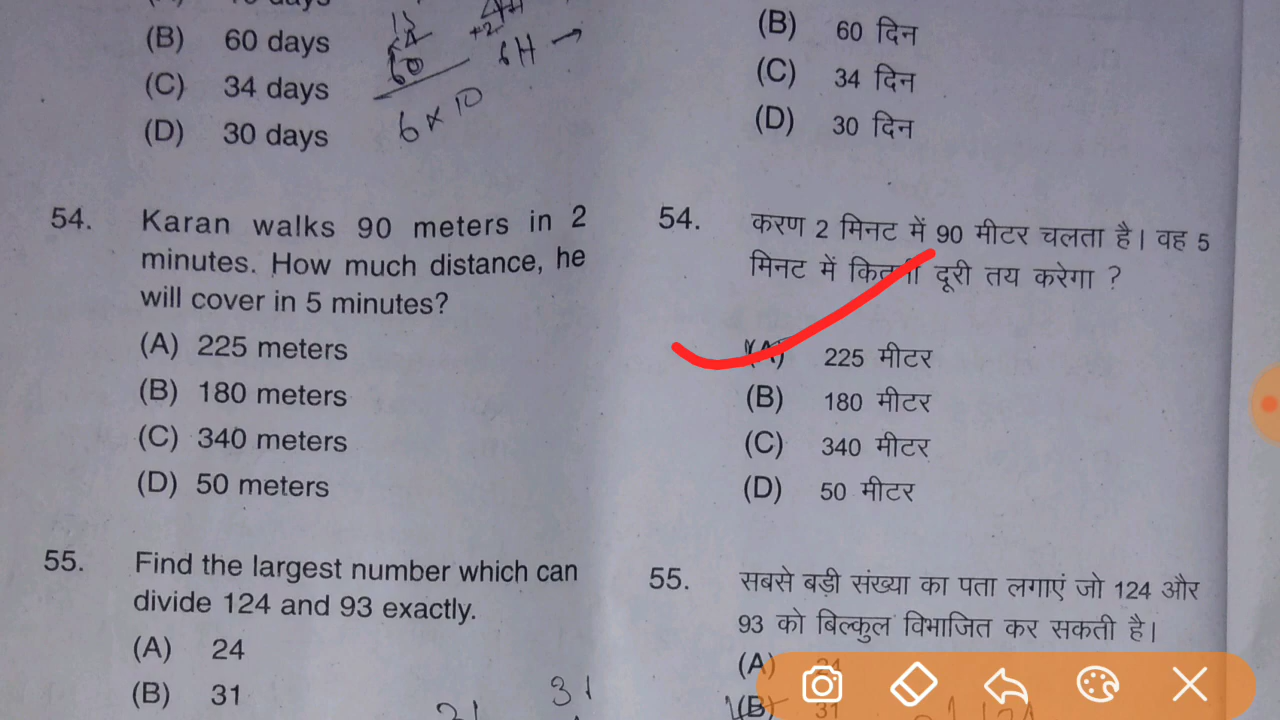 (B) 60 days
(C) 34 days
(D) 30 days
6 × 10
6H →
54. Karan walks 90 meters in 2
minutes. How much distance, he
will cover in 5 minutes?
(A) 225 meters
(B) 180 meters
(C) 340 meters
(D) 50 meters
55. Find the largest number which can
divide 124 and 93 exactly.
(A) 24
(B) 31
31
(B) 60 दिन
(C) 34 दिन
(D) 30 दिन
54. करण 2 मिनट में 90 मीटर चलता है। वह 5
मिनट में कितनी दूरी तय करेगा ?
(A) 225 मीटर
(B) 180 मीटर
(C) 340 मीटर
(D) 50 मीटर
55. सबसे बड़ी संख्या का पता लगाएं जो 124 और
93 को बिल्कुल विभाजित कर सकती है।
(A) 24
(B) 31